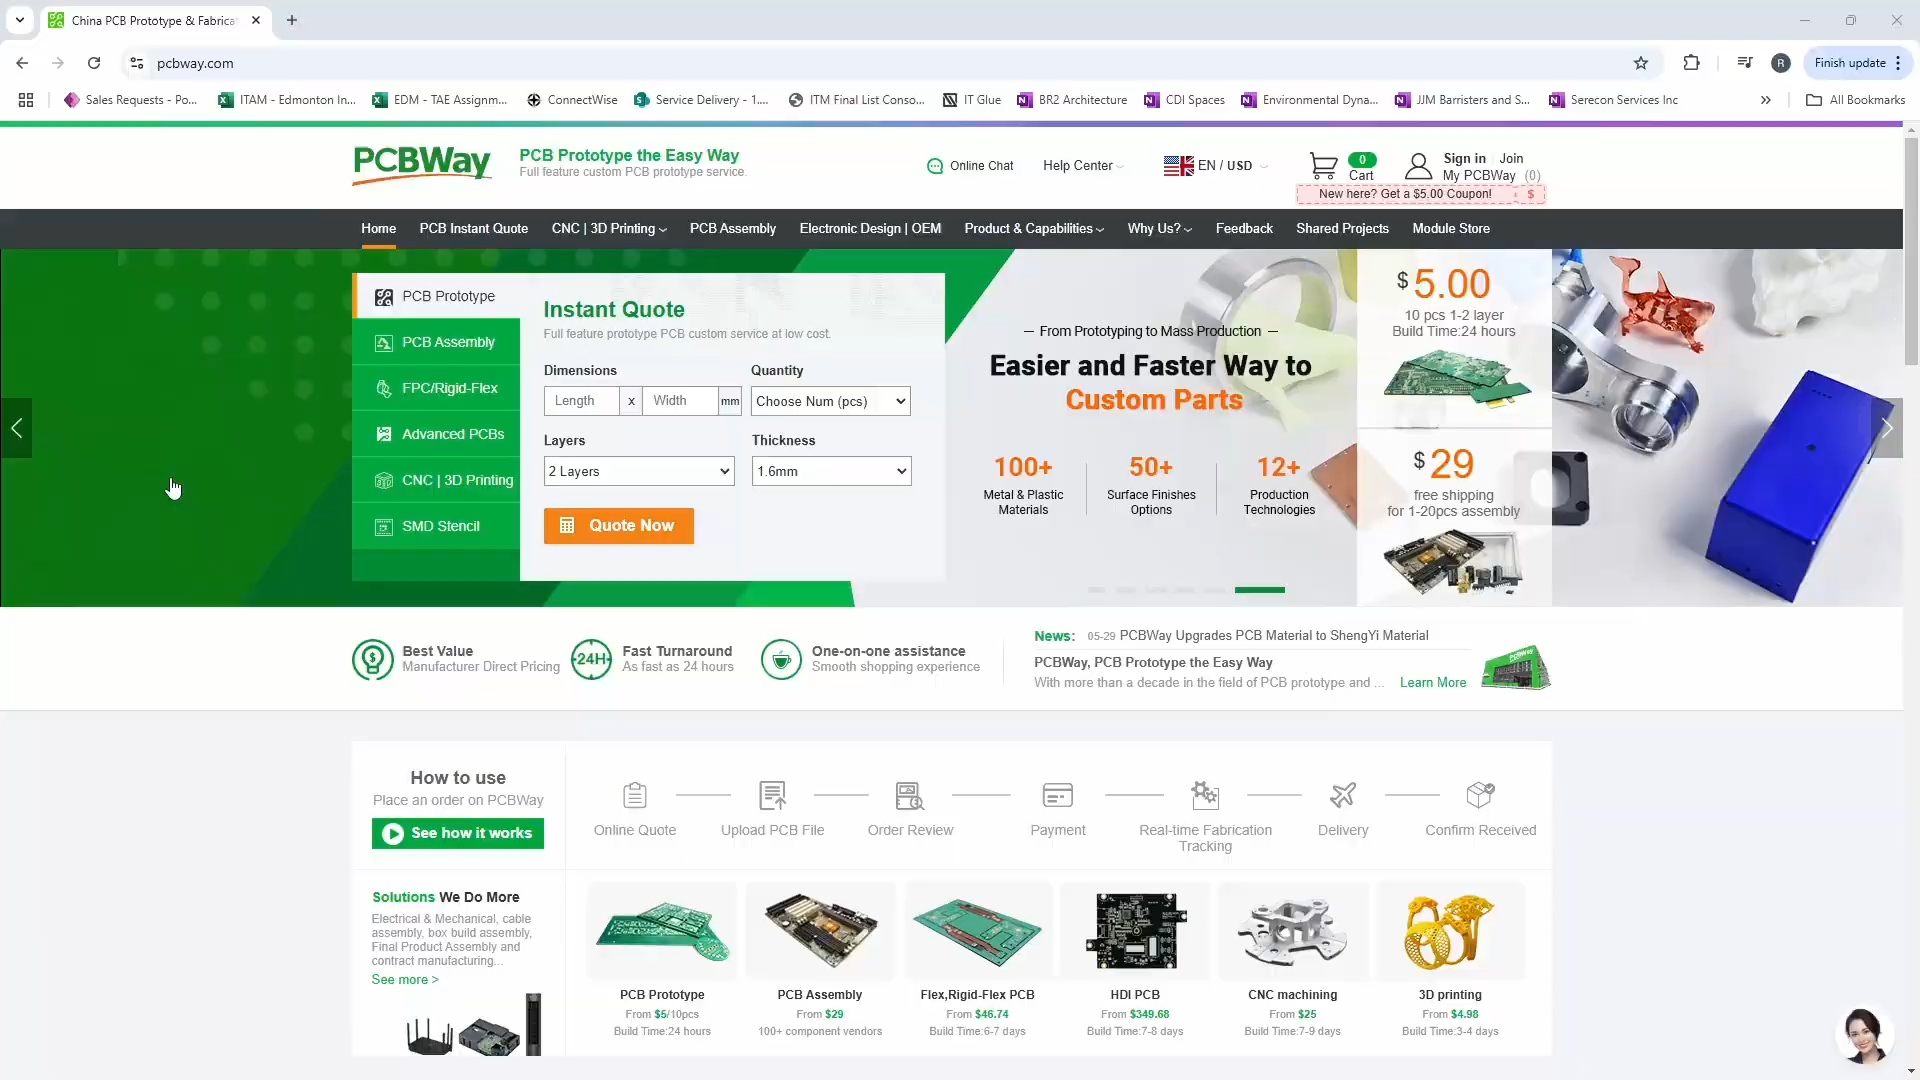 China PCB Prototype & Fabrica
pcbway.com
R
Finish update
Sales Requests - Po...
ITAM - Edmonton In...
EDM - TAE Assignm...
ConnectWise
Service Delivery - 1....
ITM Final List Conso...
IT Glue
BR2 Architecture
CDI Spaces
Environmental Dyna...
JJM Barristers and S...
Serecon Services Inc
All Bookmarks
PCBWay
PCB Prototype the Easy Way
Full feature custom PCB prototype service.
Online Chat
Help Center
EN / USD
0
Cart
Sign in
Join
My PCBWay (0)
New here? Get a $5.00 Coupon!
$
Home
PCB Instant Quote
CNC | 3D Printing
PCB Assembly
Electronic Design | OEM
Product & Capabilities
Why Us?
Feedback
Shared Projects
Module Store
PCB Prototype
PCB Assembly
FPC/Rigid-Flex
Advanced PCBs
CNC | 3D Printing
SMD Stencil
Instant Quote
Full feature prototype PCB custom service at low cost.
Dimensions
Quantity
Length
x
Width
mm
Choose Num (pcs)
Layers
Thickness
2 Layers
1.6mm
Quote Now
— From Prototyping to Mass Production —
Easier and Faster Way to
Custom Parts
100+
50+
12+
Metal & Plastic
Materials
Surface Finishes
Options
Production
Technologies
$ 5.00
10 pcs 1-2 layer
Build Time:24 hours
$ 29
free shipping
for 1-20pcs assembly
Best Value
Manufacturer Direct Pricing
24H
Fast Turnaround
As fast as 24 hours
One-on-one assistance
Smooth shopping experience
News: 05-29 PCBWay Upgrades PCB Material to ShengYi Material
PCBWay, PCB Prototype the Easy Way
With more than a decade in the field of PCB prototype and ... Learn More
How to use
Place an order on PCBWay
See how it works
Online Quote
Upload PCB File
Order Review
Payment
Real-time Fabrication
Tracking
Delivery
Confirm Received
Solutions We Do More
Electrical & Mechanical, cable
assembly, box build assembly,
Final Product Assembly and
contract manufacturing...
See more >
PCB Prototype
From $5/10pcs
Build Time:24 hours
PCB Assembly
From $29
100+ component vendors
Flex,Rigid-Flex PCB
From $46.74
Build Time:6-7 days
HDI PCB
From $349.68
Build Time:7-8 days
CNC machining
From $25
Build Time:7-9 days
3D printing
From $4.98
Build Time:3-4 days